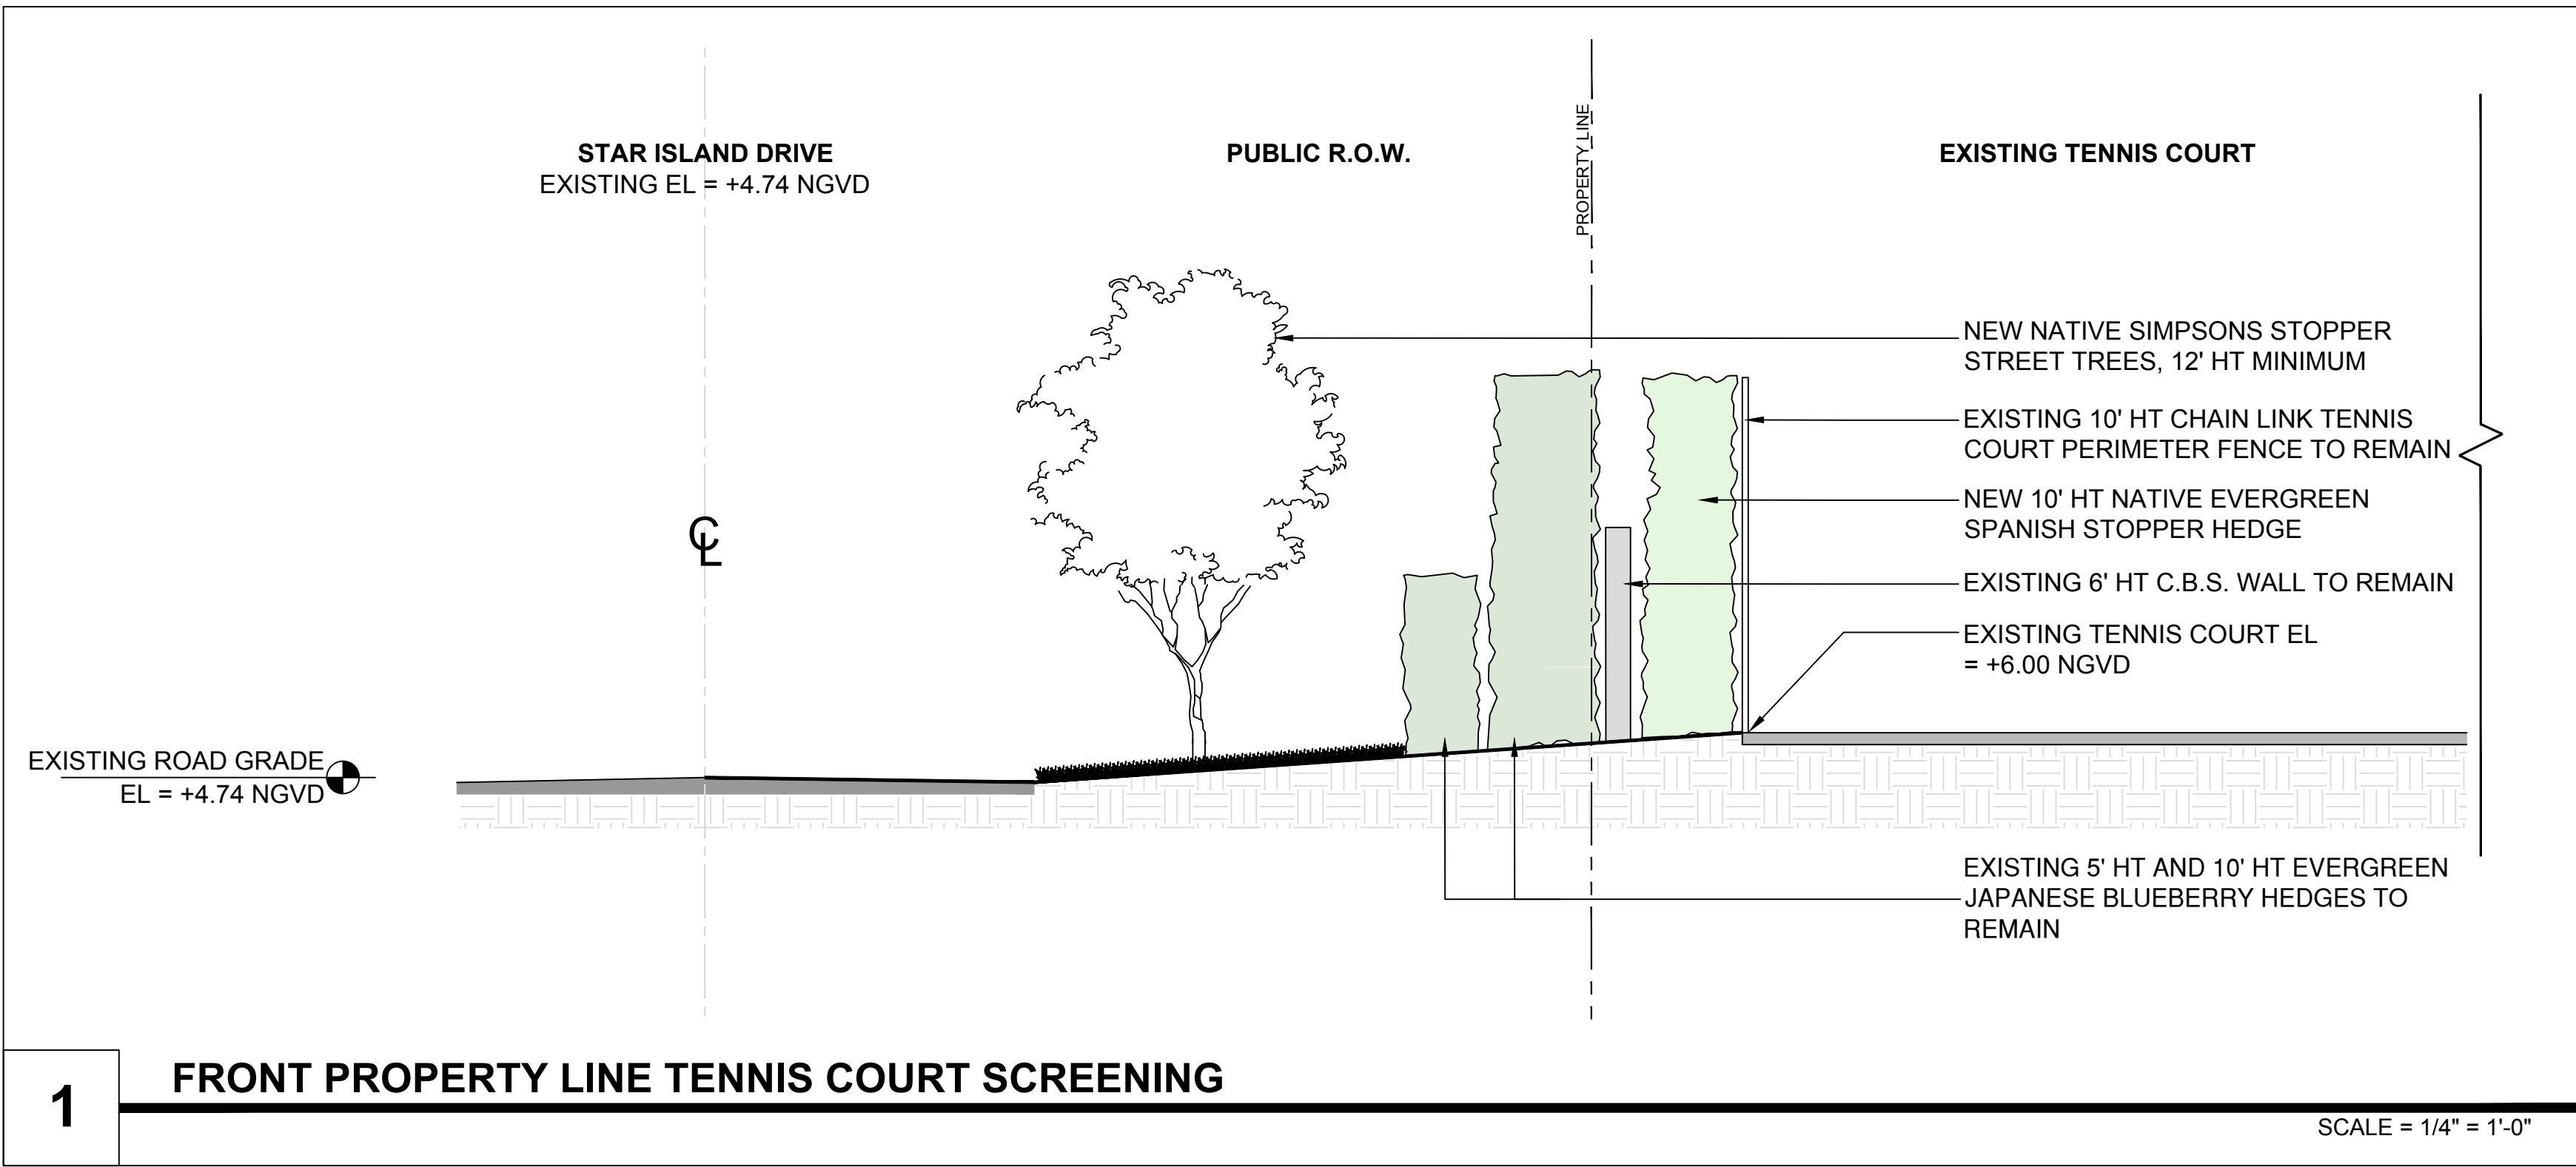 STAR ISLAND DRIVE
EXISTING EL = +4.74 NGVD
PUBLIC R.O.W.
PROPERTY LINE
EXISTING TENNIS COURT
NEW NATIVE SIMPSONS STOPPER
STREET TREES, 12' HT MINIMUM
EXISTING 10' HT CHAIN LINK TENNIS
COURT PERIMETER FENCE TO REMAIN
NEW 10' HT NATIVE EVERGREEN
SPANISH STOPPER HEDGE
CL
EXISTING 6' HT C.B.S. WALL TO REMAIN
EXISTING TENNIS COURT EL
= +6.00 NGVD
EXISTING ROAD GRADE
EL = +4.74 NGVD
EXISTING 5' HT AND 10' HT EVERGREEN
JAPANESE BLUEBERRY HEDGES TO
REMAIN
1
FRONT PROPERTY LINE TENNIS COURT SCREENING
SCALE = 1/4" = 1'-0"